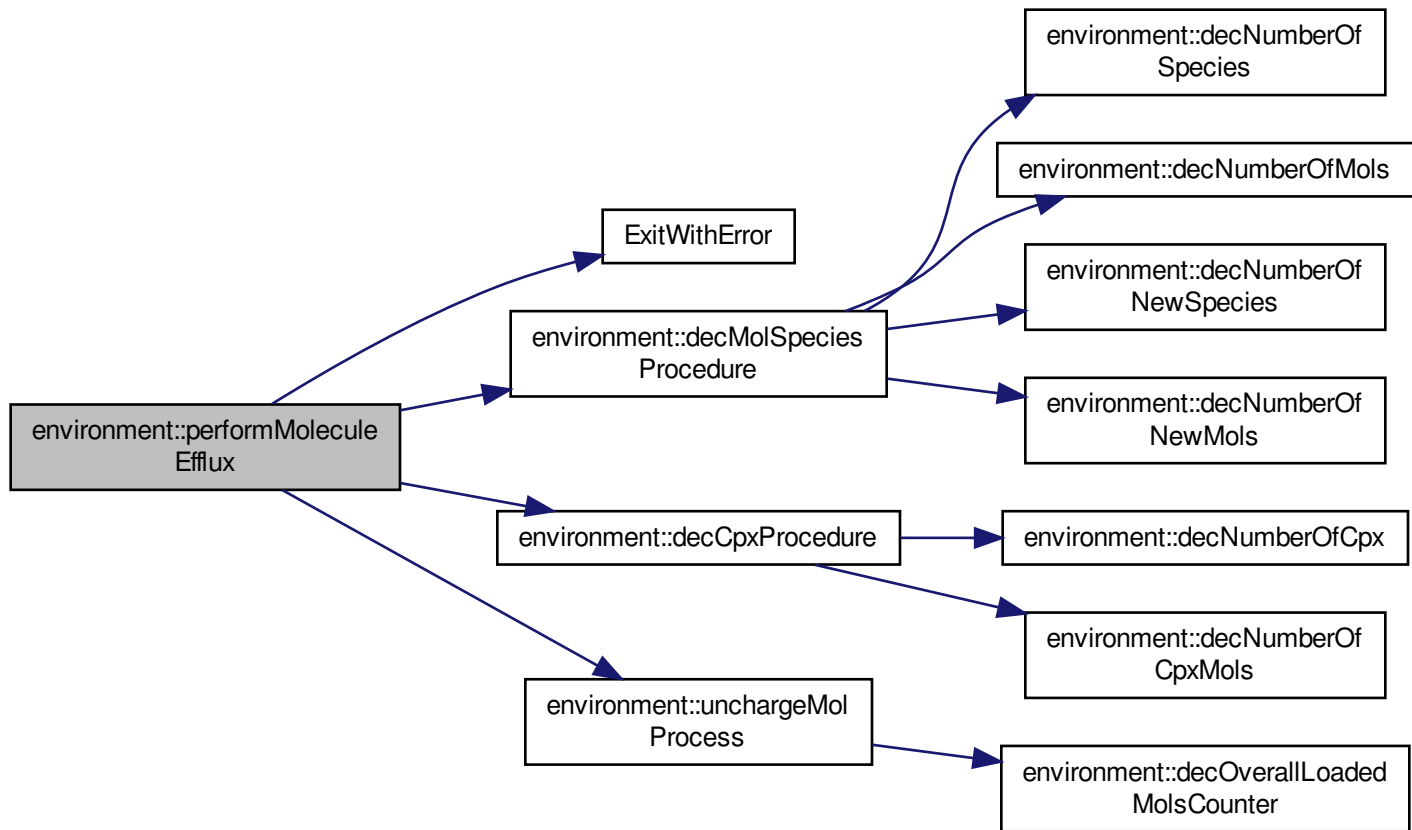 environment::performMolecule
Efflux
ExitWithError
environment::decMolSpecies
Procedure
environment::decCpxProcedure
environment::unchargeMol
Process
environment::decNumberOf
Species
environment::decNumberOfMols
environment::decNumberOf
NewSpecies
environment::decNumberOf
NewMols
environment::decNumberOfCpx
environment::decNumberOf
CpxMols
environment::decOverallLoaded
MolsCounter